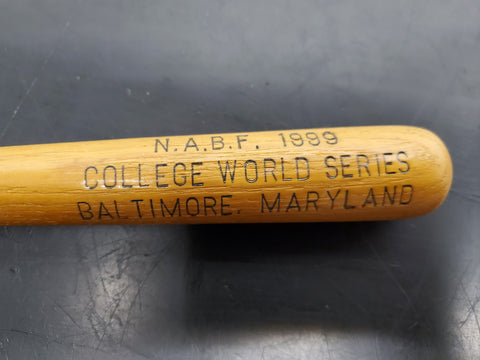 N.A.B.F. 1999
COLLEGE WORLD SERIES
BALTIMORE, MARYLAND